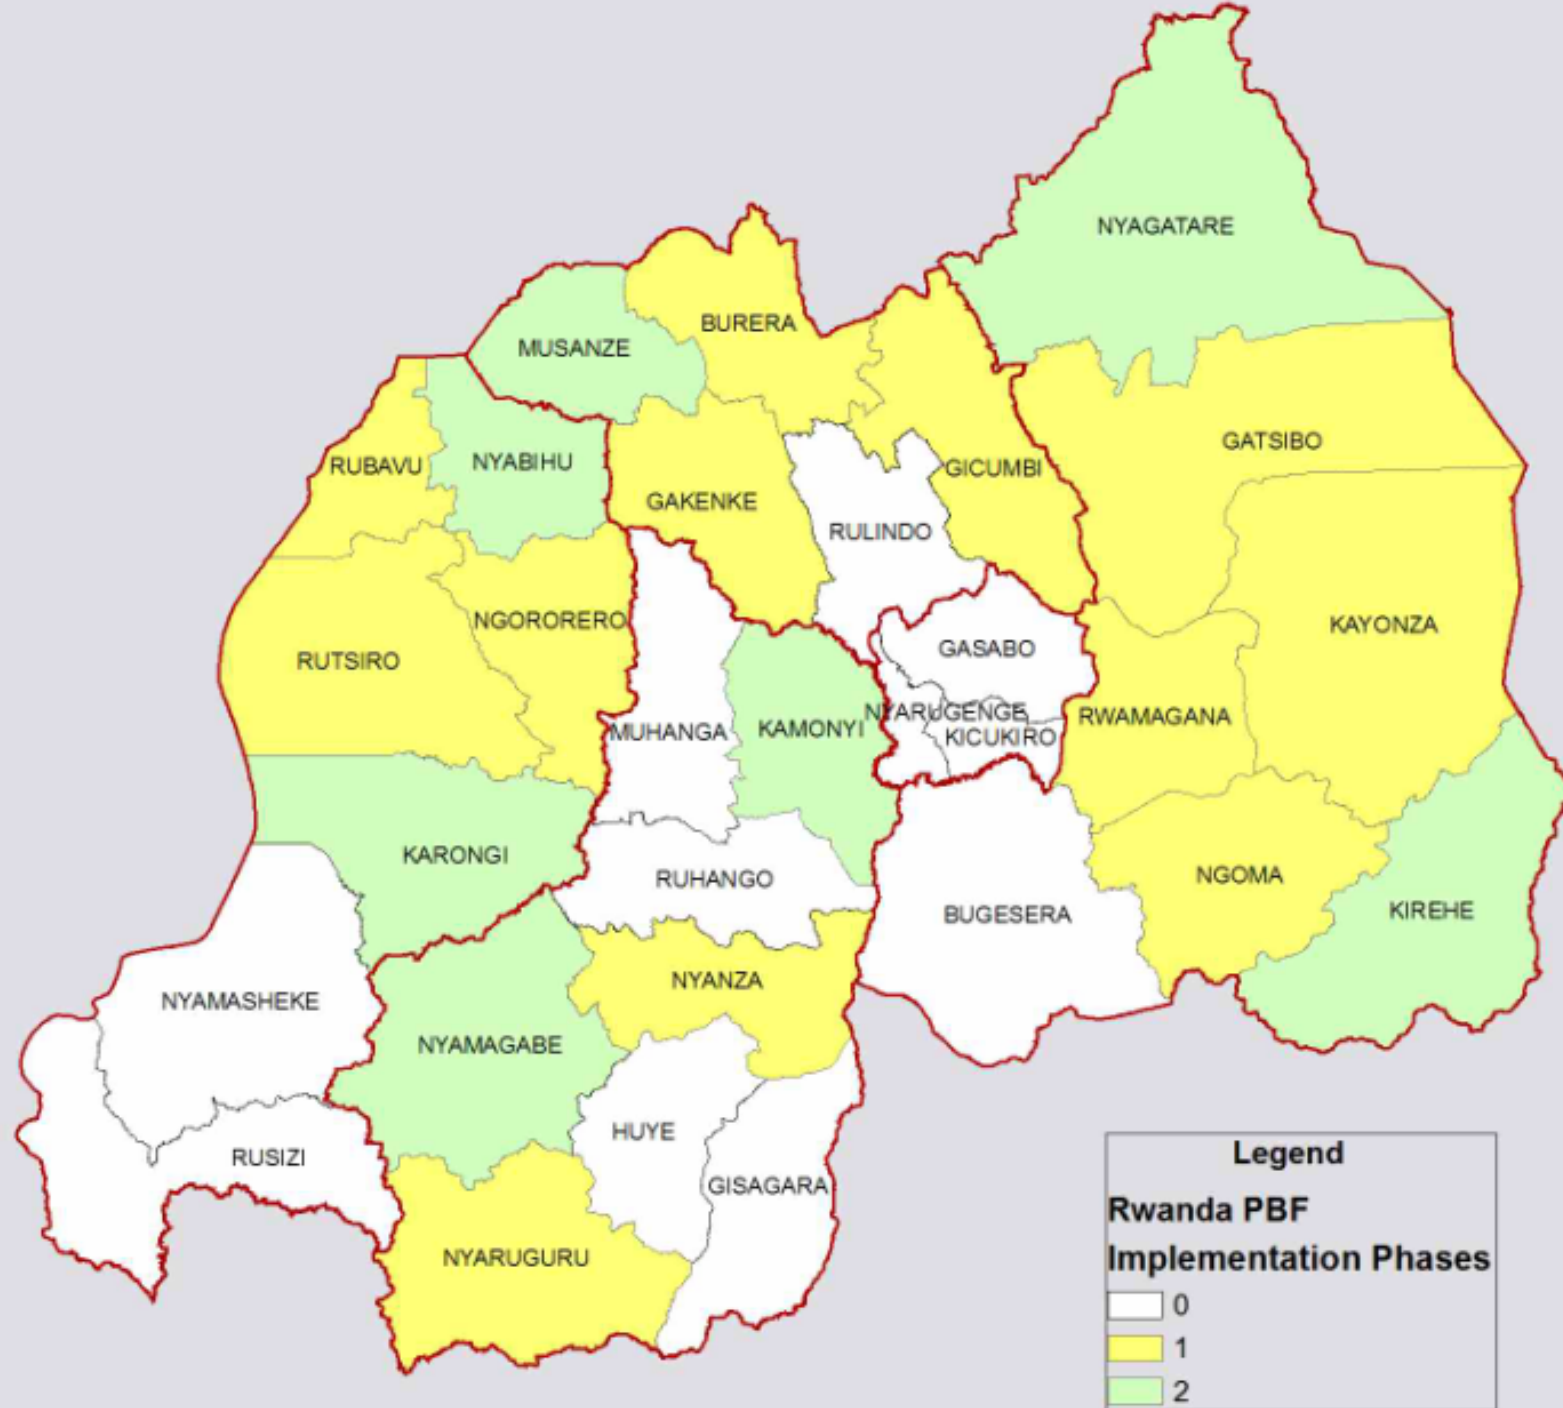 NYAGATARE
BURERA
MUSANZE
GATSIBO
RUBAVU
NYABIHU
GICUMBI
GAKENKE
RULINDO
NGORORERO
KAYONZA
GASABO
RUTSIRO
NYARUGENGE
RWAMAGANA
MUHANGA
KAMONYI
KICUKIRO
KARONGI
RUHANGO
NGOMA
BUGESERA
KIREHE
NYANZA
NYAMASHEKE
NYAMAGABE
HUYE
RUSIZI
GISAGARA
NYARUGURU
Legend
Rwanda PBF
Implementation Phases
0
1
2